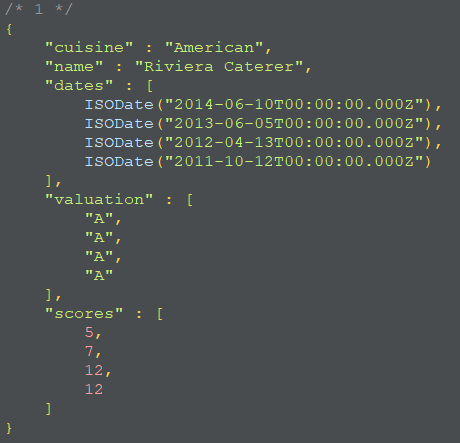 /* 1 */
{
    "cuisine" : "American",
    "name" : "Riviera Caterer",
    "dates" : [
        ISODate("2014-06-10T00:00:00.000Z"),
        ISODate("2013-06-05T00:00:00.000Z"),
        ISODate("2012-04-13T00:00:00.000Z"),
        ISODate("2011-10-12T00:00:00.000Z")
    ],
    "valuation" : [
        "A",
        "A",
        "A",
        "A"
    ],
    "scores" : [
        5,
        7,
        12,
        12
    ]
}